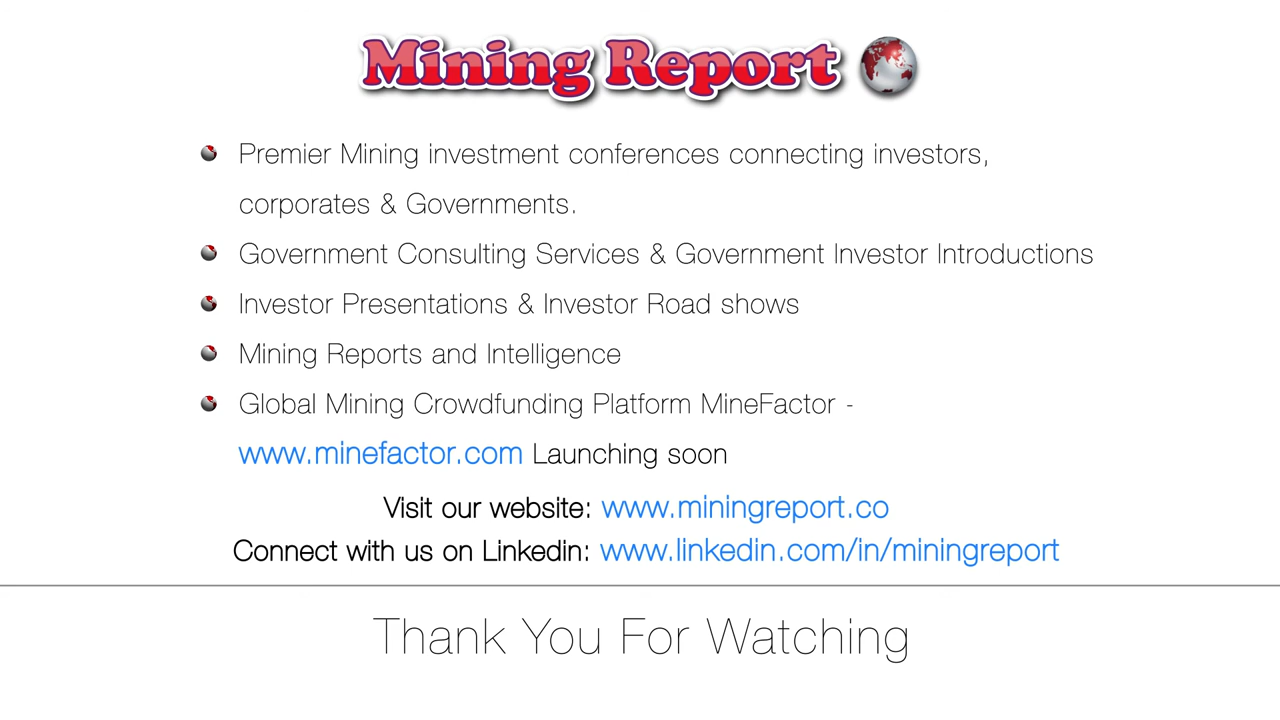 Mining Report
Premier Mining investment conferences connecting investors,
corporates & Governments.
Government Consulting Services & Government Investor Introductions
Investor Presentations & Investor Road shows
Mining Reports and Intelligence
Global Mining Crowdfunding Platform MineFactor -
www.minefactor.com Launching soon
Visit our website: www.miningreport.co
Connect with us on Linkedin: www.linkedin.com/in/miningreport
Thank You For Watching